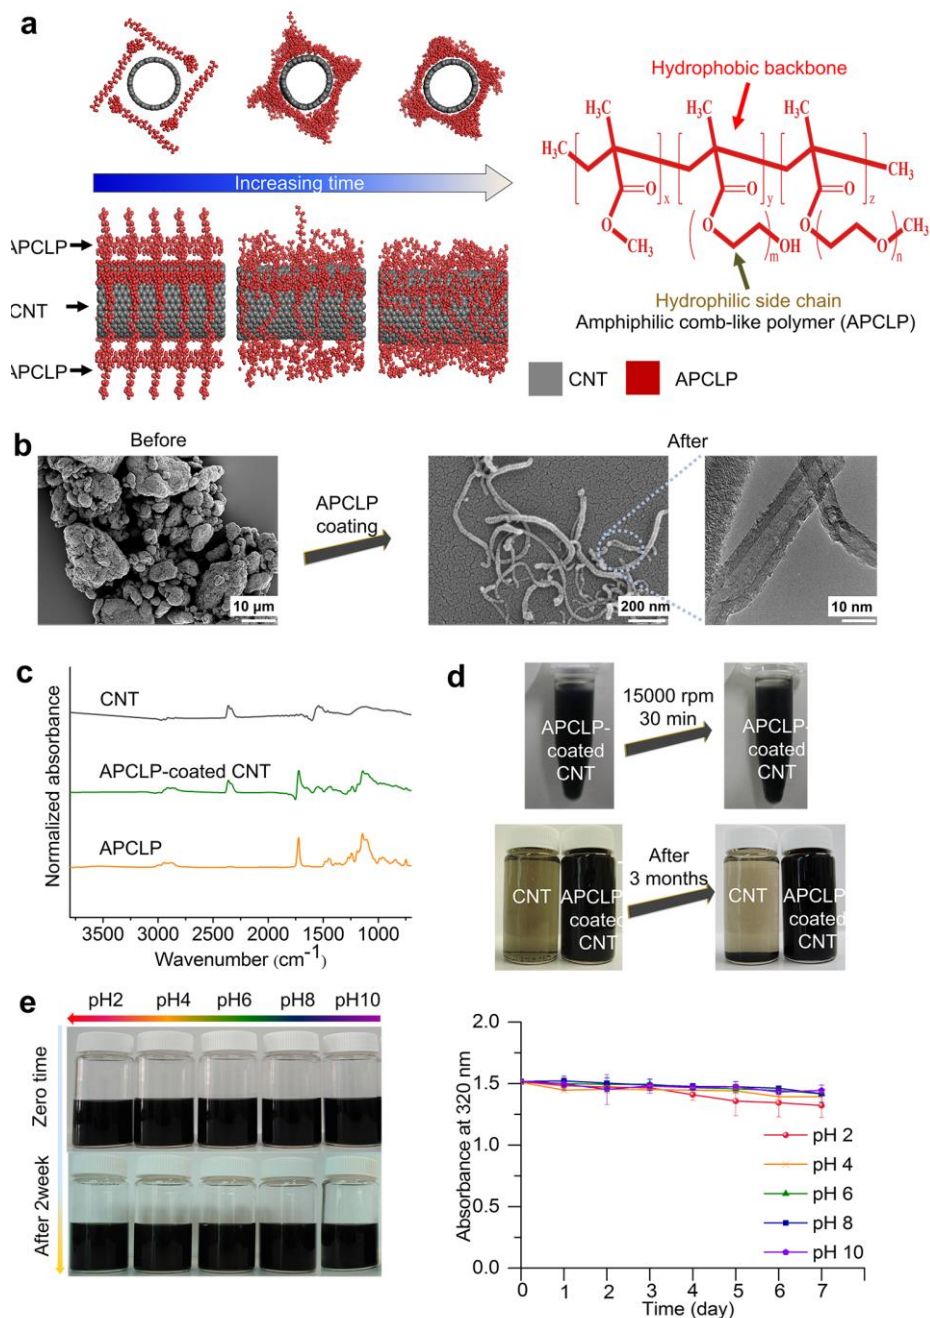 a
Hydrophobic backbone
CH₃
CH₃
CH₃
H₃C
H₃C
CH₃
O
O
O
x
y
z
O
O
O
CH₃
OH
O
m
n
Hydrophilic side chain
Amphiphilic comb-like polymer (APCLP)
Increasing time
APCLP
CNT
APCLP
CNT
APCLP
b
Before
After
APCLP
coating
10 µm
200 nm
10 nm
c
CNT
APCLP-coated CNT
APCLP
Normalized absorbance
3500
3000
2500
2000
1500
1000
Wavenumber (cm⁻¹)
d
APCLP-
coated
CNT
15000 rpm
30 min
APCLP-
coated
CNT
CNT
APCLP
coated
CNT
After
3 months
CNT
APCLP
coated
CNT
e
pH2
pH4
pH6
pH8
pH10
Zero time
After 2week
2.0
1.5
1.0
0.5
0.0
Absorbance at 320 nm
pH 2
pH 4
pH 6
pH 8
pH 10
0 1 2 3 4 5 6 7
Time (day)